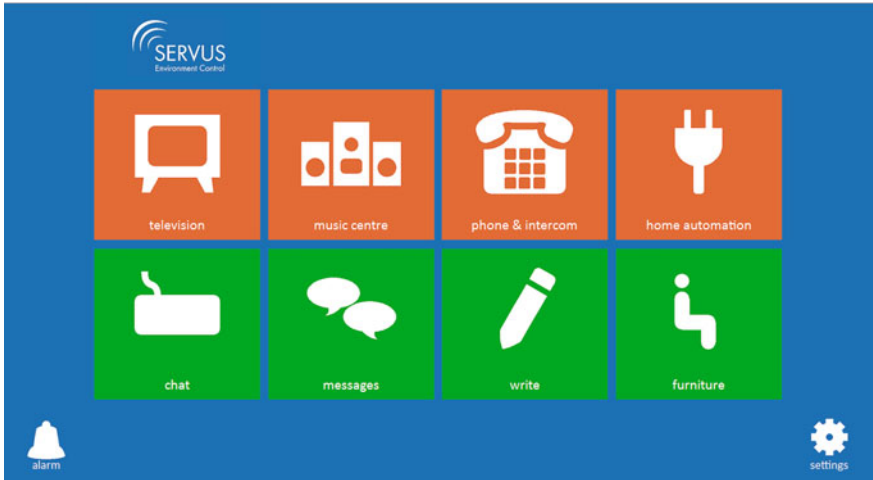 SERVUS
Environment Control
television
music centre
phone & intercom
home automation
chat
messages
write
furniture
alarm
settings